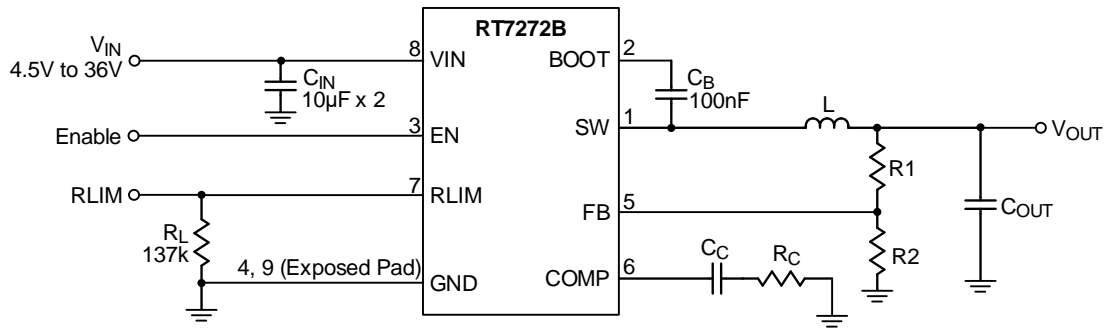 RT7272B
VIN
4.5V to 36V
8
VIN
CIN
10μF x 2
Enable
3
EN
RLIM
7
RLIM
RL
137k
4, 9 (Exposed Pad)
GND
BOOT
2
CB
100nF
SW
1
L
VOUT
R1
FB
5
COUT
R2
COMP
6
CC
RC